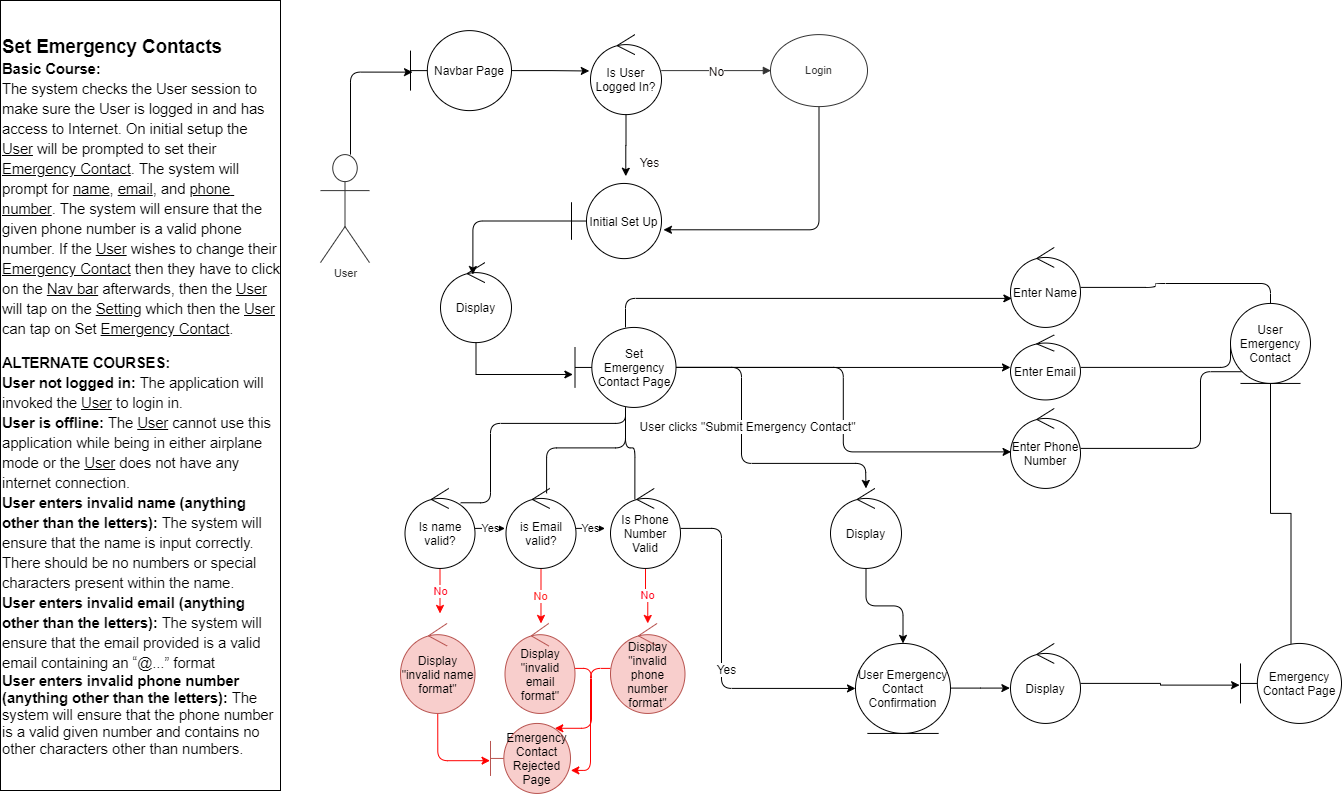 Set Emergency Contacts
Basic Course:
The system checks the User session to
make sure the User is logged in and has
access to Internet. On initial setup the
User will be prompted to set their
Emergency Contact. The system will
prompt for name, email, and phone
number. The system will ensure that the
given phone number is a valid phone
number. If the User wishes to change their
Emergency Contact then they have to click
on the Nav bar afterwards, then the User
will tap on the Setting which then the User
can tap on Set Emergency Contact.
ALTERNATE COURSES:
User not logged in: The application will
invoked the User to login in.
User is offline: The User cannot use this
application while being in either airplane
mode or the User does not have any
internet connection.
User enters invalid name (anything
other than the letters): The system will
ensure that the name is input correctly.
There should be no numbers or special
characters present within the name.
User enters invalid email (anything
other than the letters): The system will
ensure that the email provided is a valid
email containing an “@...” format
User enters invalid phone number
(anything other than the letters): The
system will ensure that the phone number
is a valid given number and contains no
other characters other than numbers.
User
Navbar Page
Is User
Logged In?
No
Login
Yes
Initial Set Up
Display
Set
Emergency
Contact Page
Enter Name
Enter Email
Enter Phone
Number
User
Emergency
Contact
User clicks "Submit Emergency Contact"
Is name
valid?
Yes
is Email
valid?
Yes
Is Phone
Number
Valid
Display
No
No
No
Display
"invalid name
format"
Display
"invalid
email
format"
Display
"invalid
phone
number
format"
Yes
User Emergency
Contact
Confirmation
Display
Emergency
Contact Page
Emergency
Contact
Rejected
Page